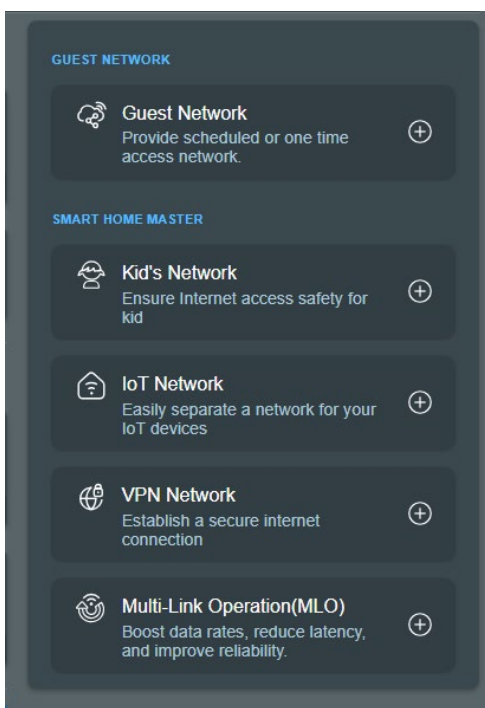 GUEST NETWORK
Guest Network
Provide scheduled or one time
access network.
SMART HOME MASTER
Kid's Network
Ensure Internet access safety for
kid
IoT Network
Easily separate a network for your
IoT devices
VPN Network
Establish a secure internet
connection
Multi-Link Operation(MLO)
Boost data rates, reduce latency,
and improve reliability.